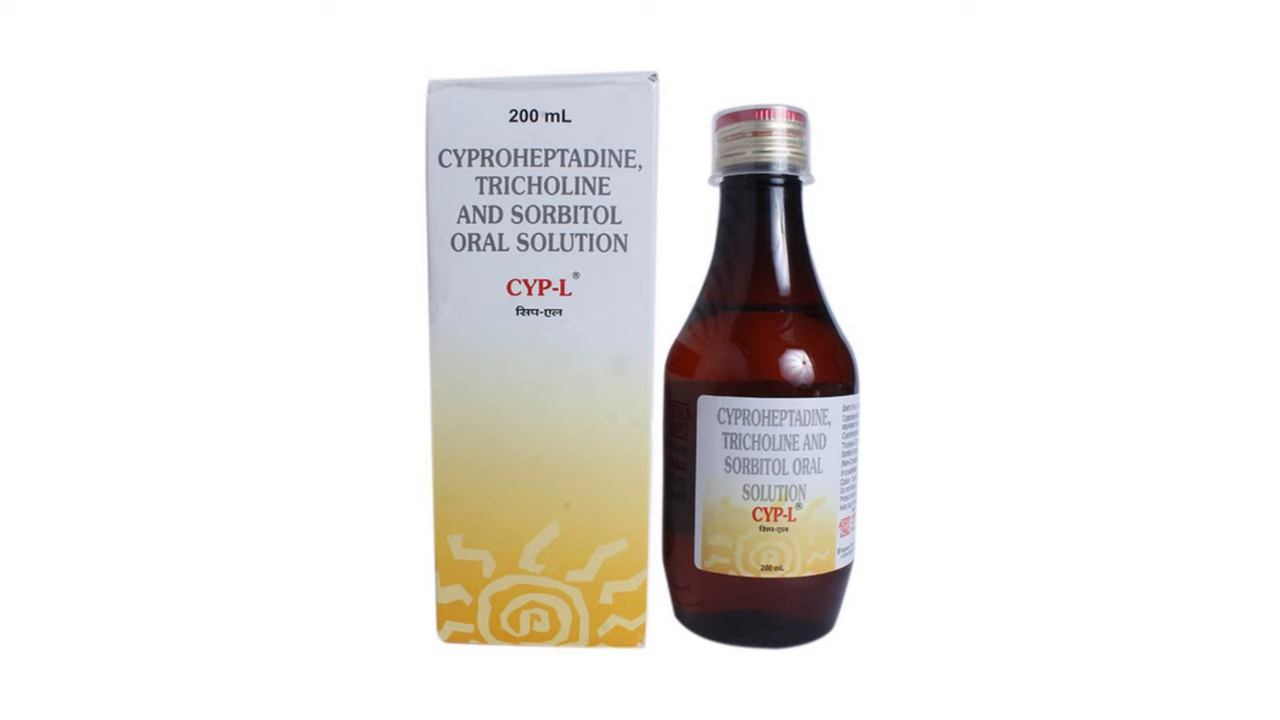 200 mL
CYPROHEPTADINE,
TRICHOLINE
AND SORBITOL
ORAL SOLUTION
CYP-L®
सिप-एल
CYPROHEPTADINE,
TRICHOLINE AND
SORBITOL ORAL
SOLUTION
CYP-L®
सिप-एल
200 mL